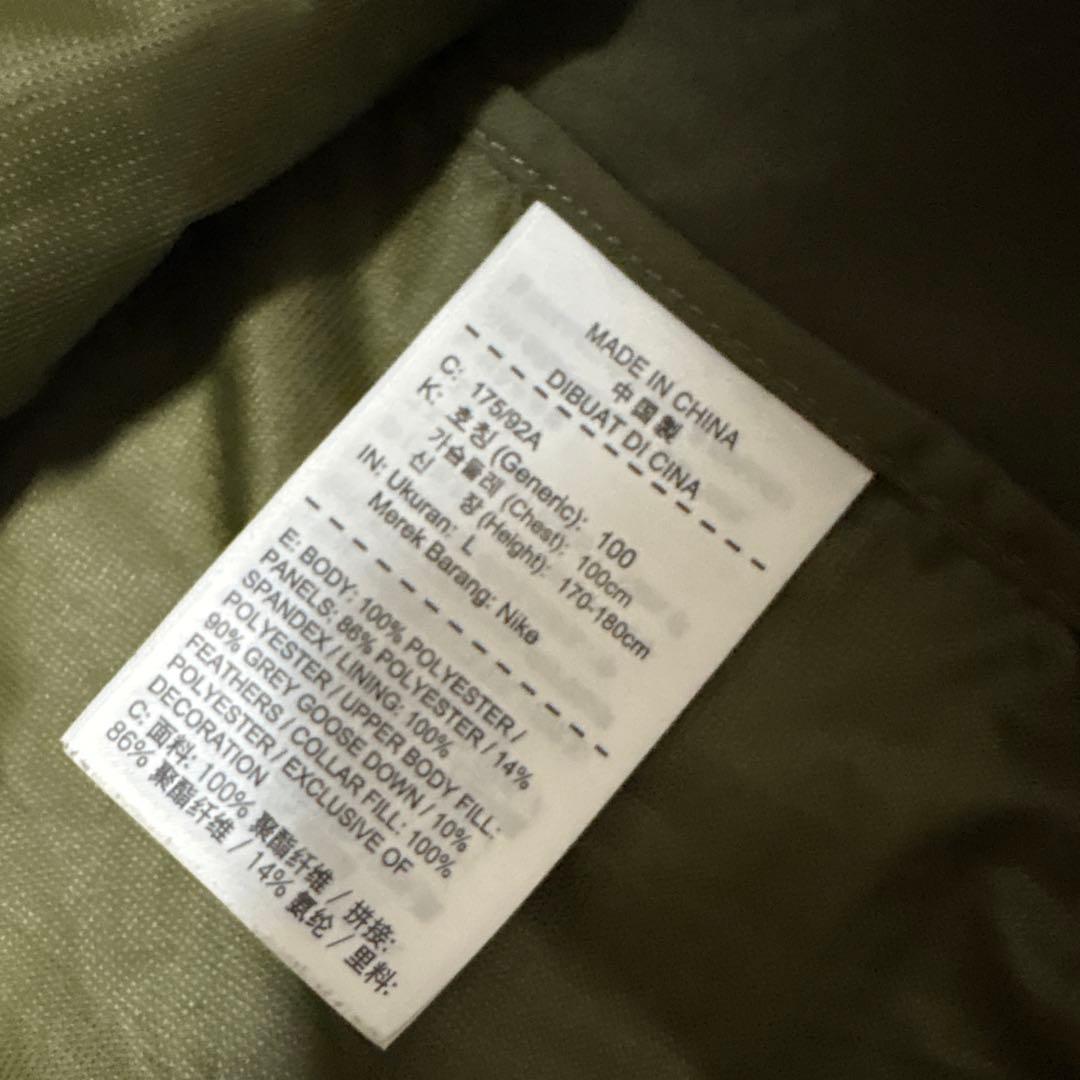 MADE IN CHINA
中国製
DIBUAT DI CINA
C: 175/92A
K: 호칭 (Generic): 100
가슴둘레 (Chest): 100cm
신 장 (Height): 170-180cm
IN: Ukuran: L
Merek Barang: Nike
E: BODY: 100% POLYESTER /
PANELS: 86% POLYESTER / 14%
SPANDEX / LINING: 100%
POLYESTER / UPPER BODY FILL:
90% GREY GOOSE DOWN / 10%
FEATHERS / COLLAR FILL: 100%
POLYESTER / EXCLUSIVE OF
DECORATION
C: 面料: 100% 聚酯纤维 / 拼接:
86% 聚酯纤维 / 14% 氨纶 / 里料: